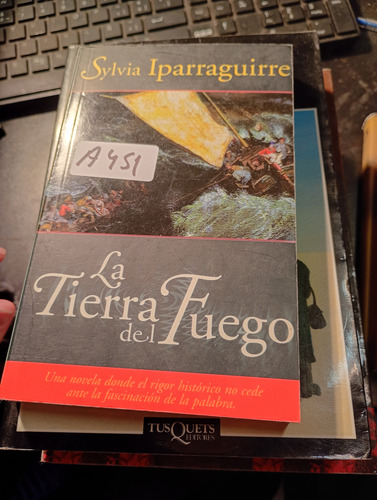 Sylvia Iparraguirre
A451
La
Tierra
del Fuego
Una novela donde el rigor histórico no cede
ante la fascinación de la palabra.
TUSQUETS
EDITORES